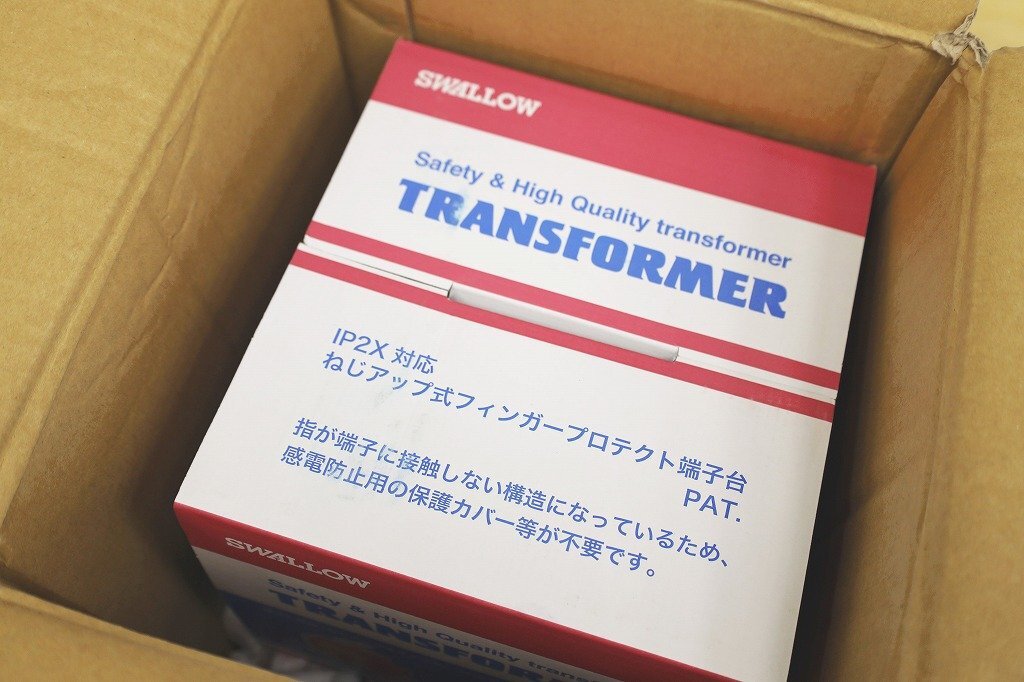 SWALLOW
Safety & High Quality transformer
TRANSFORMER
IP2X 対応
ねじアップ式フィンガープロテクト端子台
PAT.
指が端子に接触しない構造になっているため、
感電防止用の保護カバー等が不要です。
SWALLOW
Safety & High Quality